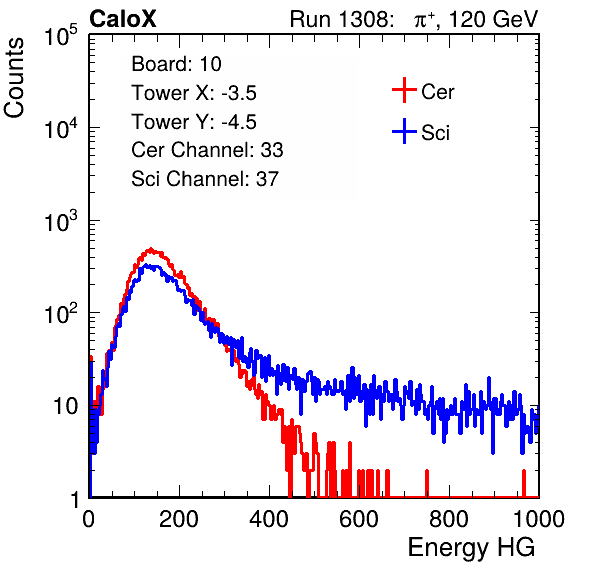 CaloX Run 1308: π⁺, 120 GeV
Counts
10⁵
10⁴
10³
10²
10
1
Board: 10
Tower X: -3.5
Tower Y: -4.5
Cer Channel: 33
Sci Channel: 37
Cer
Sci
0 200 400 600 800 1000
Energy HG